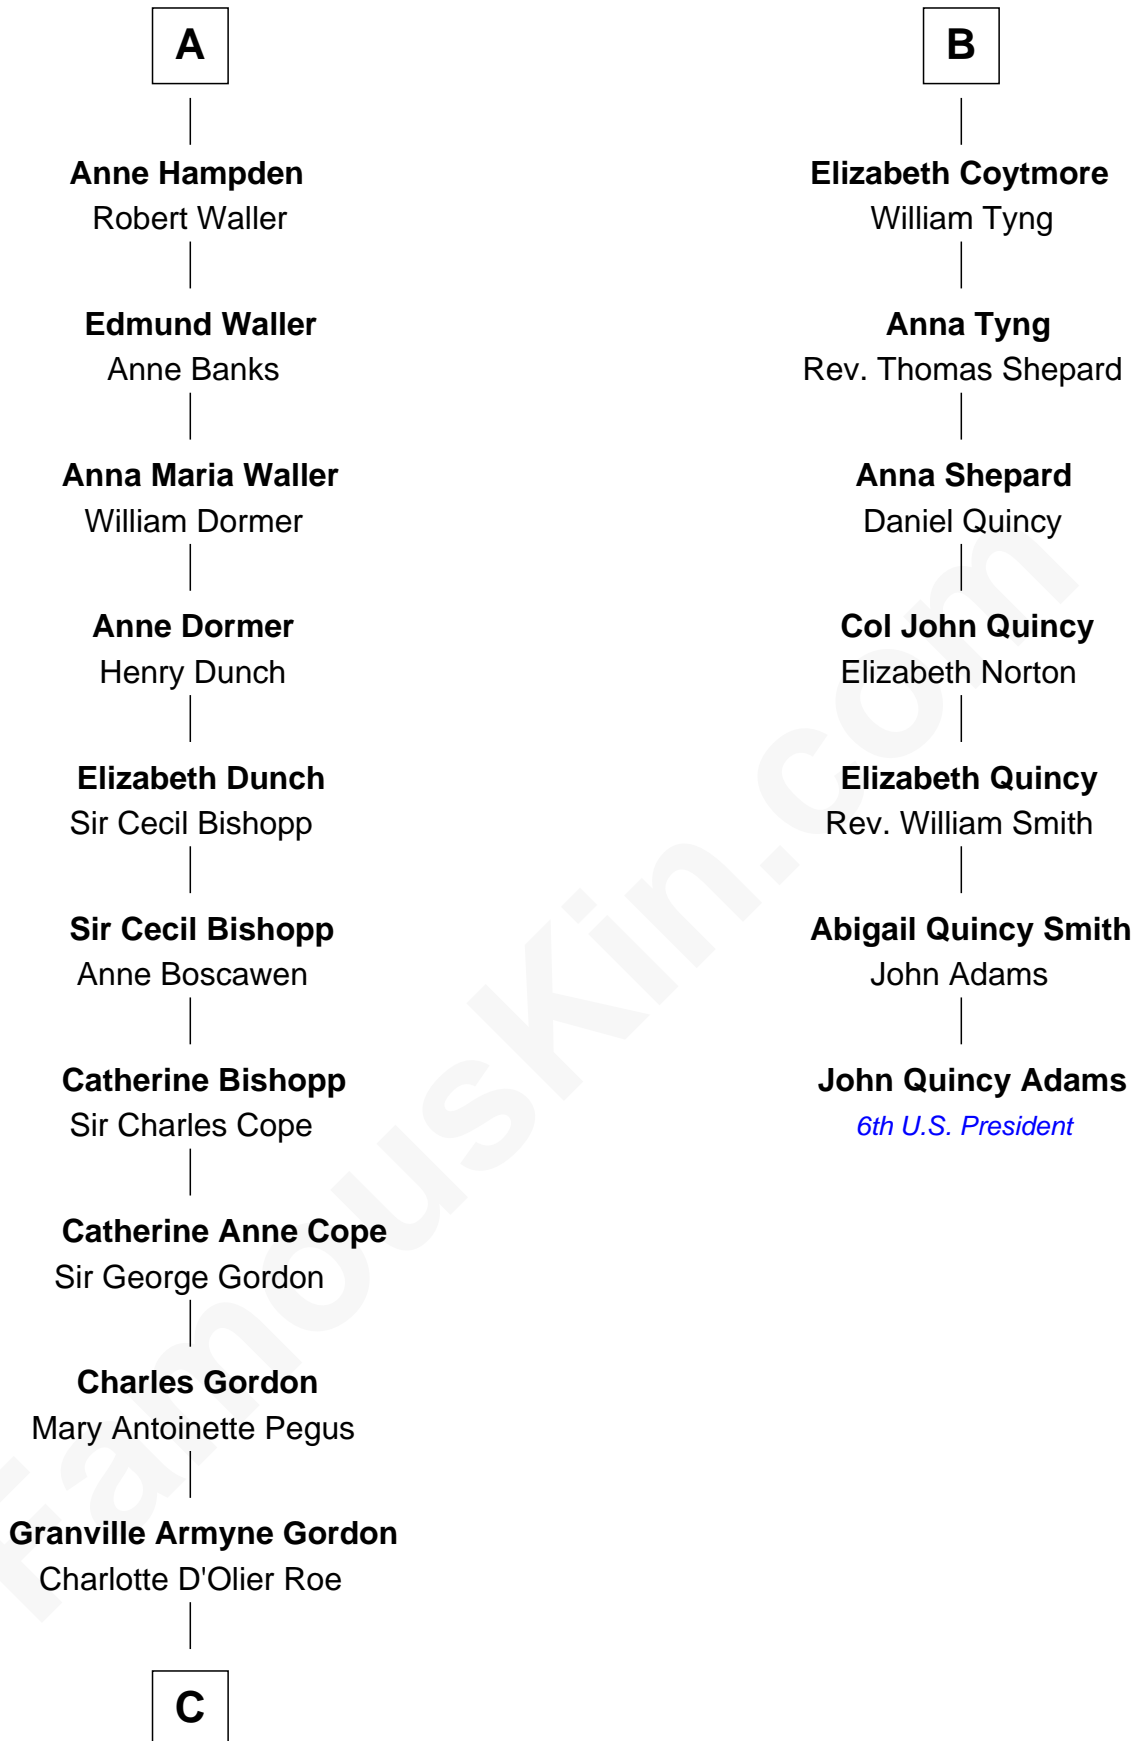 A
Anne Hampden
Robert Waller
Edmund Waller
Anne Banks
Anna Maria Waller
William Dormer
Anne Dormer
Henry Dunch
Elizabeth Dunch
Sir Cecil Bishopp
Sir Cecil Bishopp
Anne Boscawen
Catherine Bishopp
Sir Charles Cope
Catherine Anne Cope
Sir George Gordon
Charles Gordon
Mary Antoinette Pegus
Granville Armyne Gordon
Charlotte D'Olier Roe
C
B
Elizabeth Coytmore
William Tyng
Anna Tyng
Rev. Thomas Shepard
Anna Shepard
Daniel Quincy
Col John Quincy
Elizabeth Norton
Elizabeth Quincy
Rev. William Smith
Abigail Quincy Smith
John Adams
John Quincy Adams
6th U.S. President
FamousKin.com